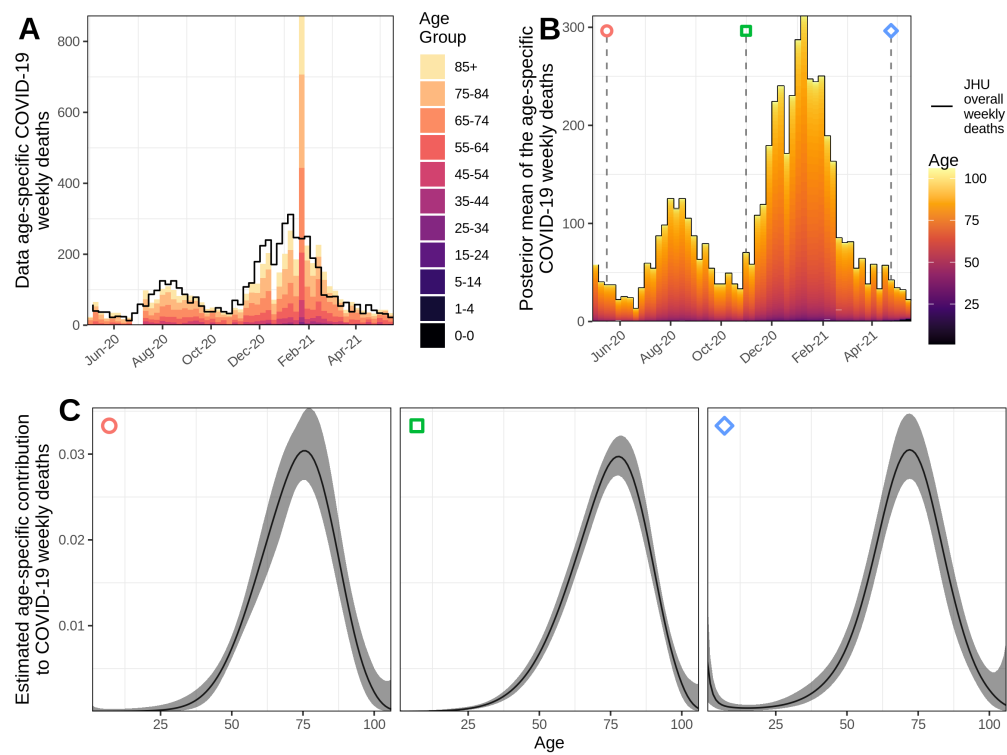 A
Data age-specific COVID-19
weekly deaths
800
600
400
200
0
Jun-20
Aug-20
Oct-20
Dec-20
Feb-21
Apr-21
Age
Group
85+
75-84
65-74
55-64
45-54
35-44
25-34
15-24
5-14
1-4
0-0
B
Posterior mean of the age-specific
COVID-19 weekly deaths
300
200
100
0
Jun-20
Aug-20
Oct-20
Dec-20
Feb-21
Apr-21
JHU
overall
weekly
deaths
Age
100
75
50
25
C
Estimated age-specific contribution
to COVID-19 weekly deaths
0.03
0.02
0.01
25
50
75
100
25
50
75
100
25
50
75
100
Age